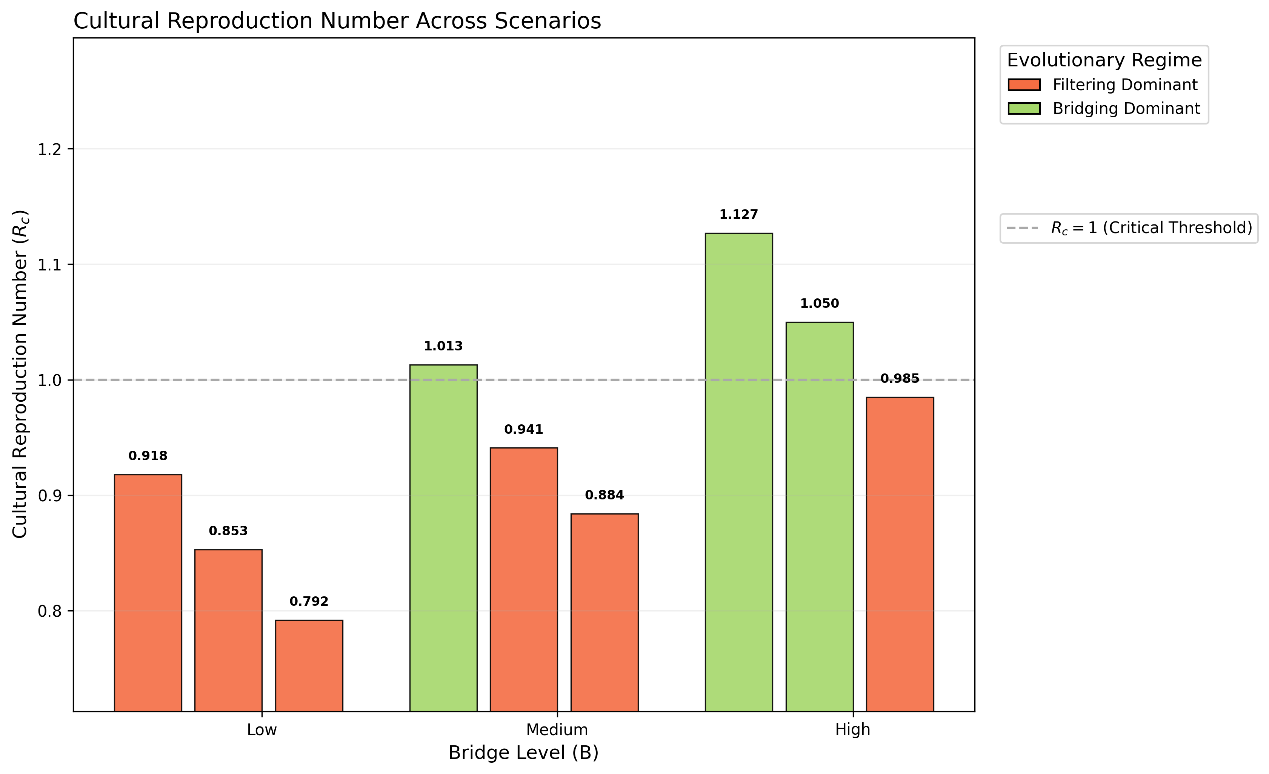 Cultural Reproduction Number Across Scenarios
Evolutionary Regime
Filtering Dominant
Bridging Dominant
R_c = 1 (Critical Threshold)
Cultural Reproduction Number (R_c)
1.2
1.1
1.0
0.9
0.8
0.918
0.853
0.792
1.013
0.941
0.884
1.127
1.050
0.985
Low
Medium
High
Bridge Level (B)